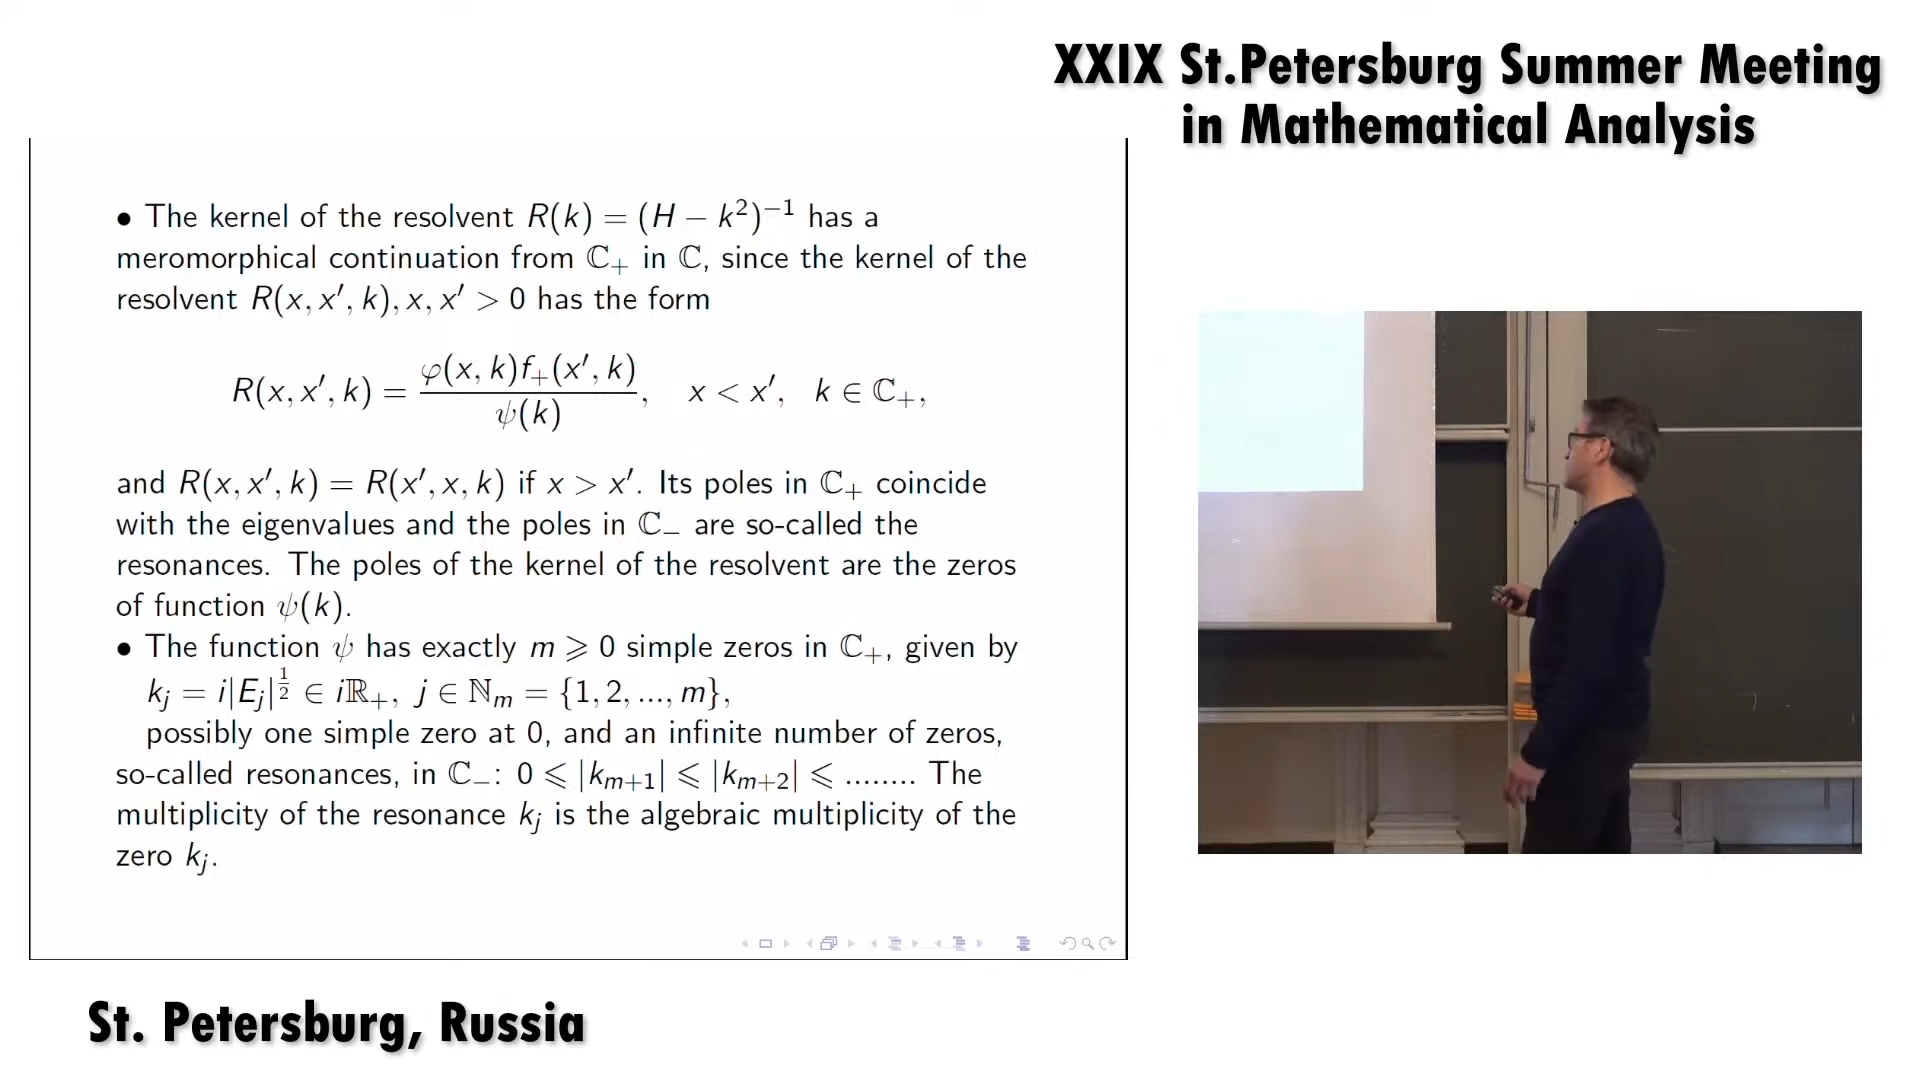 XXIX St.Petersburg Summer Meeting
in Mathematical Analysis
• The kernel of the resolvent R(k) = (H − k²)⁻¹ has a
meromorphical continuation from ℂ₊ in ℂ, since the kernel of the
resolvent R(x, x′, k), x, x′ > 0 has the form
R(x, x′, k) = φ(x, k)f₊(x′, k) / ψ(k), x < x′, k ∈ ℂ₊,
and R(x, x′, k) = R(x′, x, k) if x > x′. Its poles in ℂ₊ coincide
with the eigenvalues and the poles in ℂ₋ are so-called the
resonances. The poles of the kernel of the resolvent are the zeros
of function ψ(k).
• The function ψ has exactly m ⩾ 0 simple zeros in ℂ₊, given by
kⱼ = i|Eⱼ|^½ ∈ iℝ₊, j ∈ ℕₘ = {1, 2, ..., m},
possibly one simple zero at 0, and an infinite number of zeros,
so-called resonances, in ℂ₋: 0 ⩽ |kₘ₊₁| ⩽ |kₘ₊₂| ⩽ ........ The
multiplicity of the resonance kⱼ is the algebraic multiplicity of the
zero kⱼ.
St. Petersburg, Russia